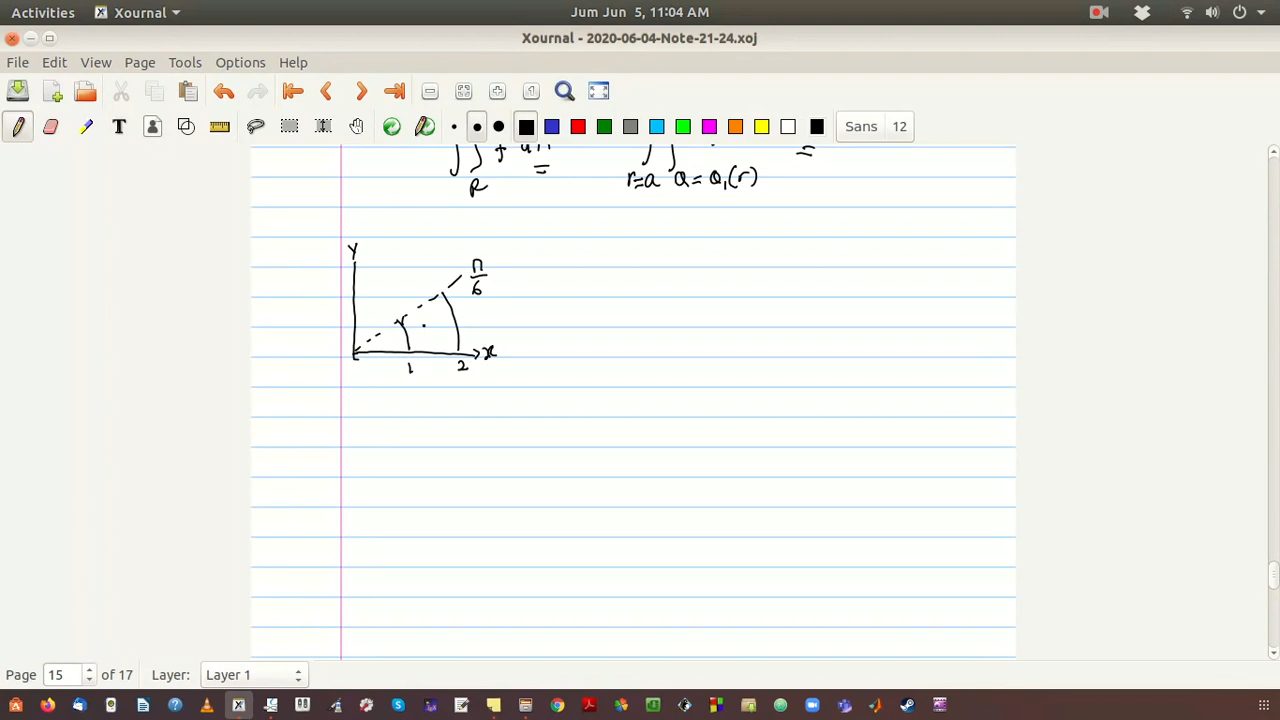 Activities Xournal Jum Jun 5, 11:04 AM
Xournal - 2020-06-04-Note-21-24.xoj
File Edit View Page Tools Options Help
Sans 12
R
r=a θ=θ₁(r)
=
Y
π/6
x
1 2
Page 15 of 17 Layer: Layer 1